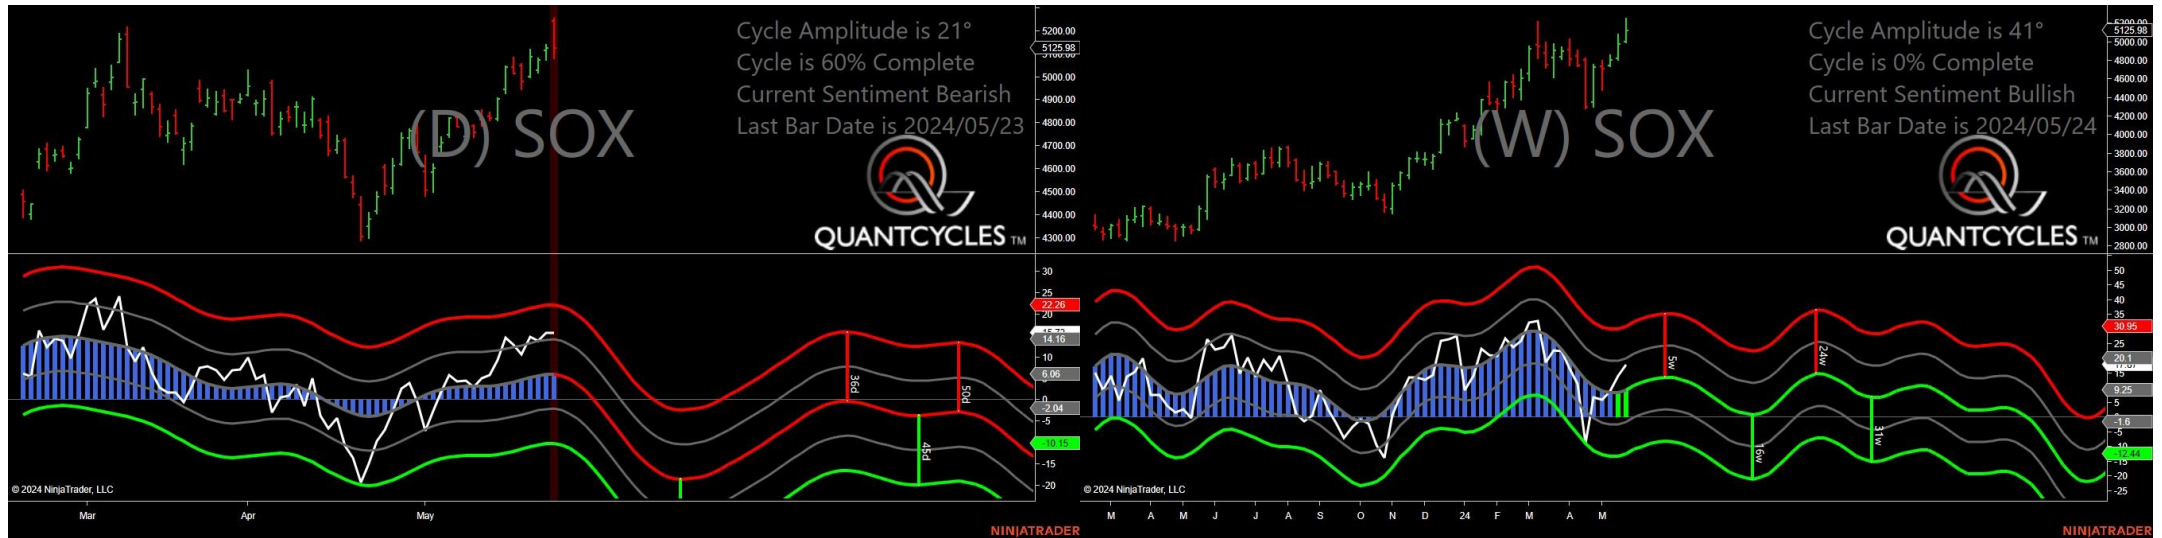 Cycle Amplitude is 21°
Cycle is 60% Complete
Current Sentiment Bearish
Last Bar Date is 2024/05/23
(D) SOX
QUANTCYCLES TM
5200.00
5125.98
5000.00
4900.00
4800.00
4700.00
4600.00
4500.00
4400.00
4300.00
30
25
22.26
20
14.16
10
6.06
0
-2.04
-5
-10.15
-15
-20
36d
45d
50d
© 2024 NinjaTrader, LLC
Mar
Apr
May
NINJATRADER
Cycle Amplitude is 41°
Cycle is 0% Complete
Current Sentiment Bullish
Last Bar Date is 2024/05/24
(W) SOX
QUANTCYCLES TM
5200.00
5125.98
5000.00
4800.00
4600.00
4400.00
4200.00
4000.00
3800.00
3600.00
3400.00
3200.00
3000.00
2800.00
50
45
40
35
30.95
25
20.1
15
9.25
5
-1.6
-5
-10
-12.44
-15
-20
-25
5w
16w
24w
31w
© 2024 NinjaTrader, LLC
M
A
M
J
J
A
S
O
N
D
24
F
M
A
M
NINJATRADER